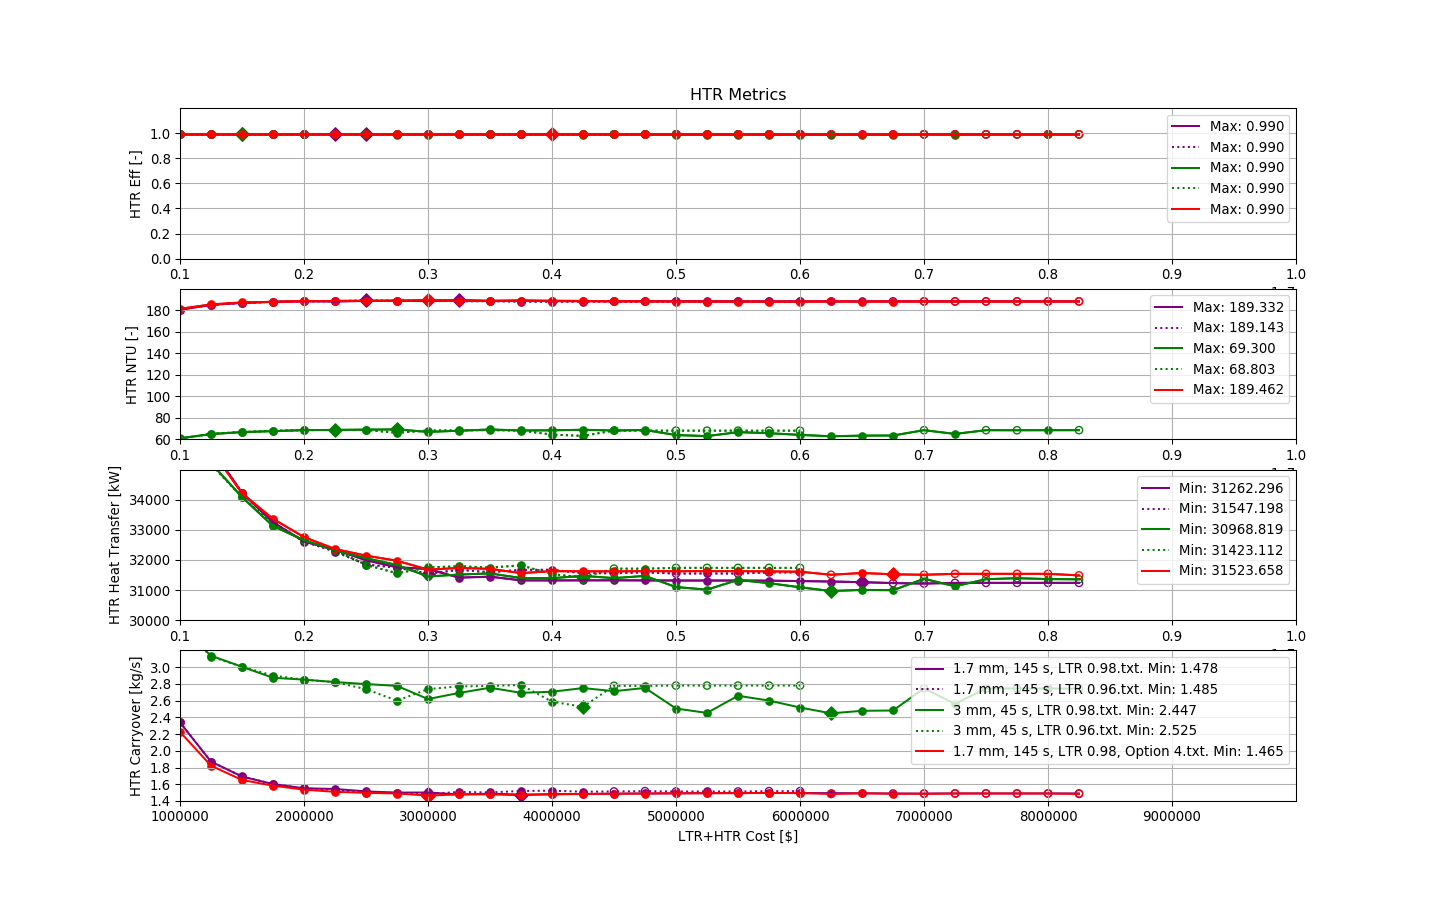 HTR Metrics
HTR Eff [-]
1.0
0.8
0.6
0.4
0.2
0.0
Max: 0.990
Max: 0.990
Max: 0.990
Max: 0.990
Max: 0.990
0.1 0.2 0.3 0.4 0.5 0.6 0.7 0.8 0.9 1.0
HTR NTU [-]
180
160
140
120
100
80
60
Max: 189.332
Max: 189.143
Max: 69.300
Max: 68.803
Max: 189.462
0.1 0.2 0.3 0.4 0.5 0.6 0.7 0.8 0.9 1.0
HTR Heat Transfer [kW]
34000
33000
32000
31000
30000
Min: 31262.296
Min: 31547.198
Min: 30968.819
Min: 31423.112
Min: 31523.658
0.1 0.2 0.3 0.4 0.5 0.6 0.7 0.8 0.9 1.0
HTR Carryover [kg/s]
3.0
2.8
2.6
2.4
2.2
2.0
1.8
1.6
1.4
1.7 mm, 145 s, LTR 0.98.txt. Min: 1.478
1.7 mm, 145 s, LTR 0.96.txt. Min: 1.485
3 mm, 45 s, LTR 0.98.txt. Min: 2.447
3 mm, 45 s, LTR 0.96.txt. Min: 2.525
1.7 mm, 145 s, LTR 0.98, Option 4.txt. Min: 1.465
1000000 2000000 3000000 4000000 5000000 6000000 7000000 8000000 9000000
LTR+HTR Cost [$]